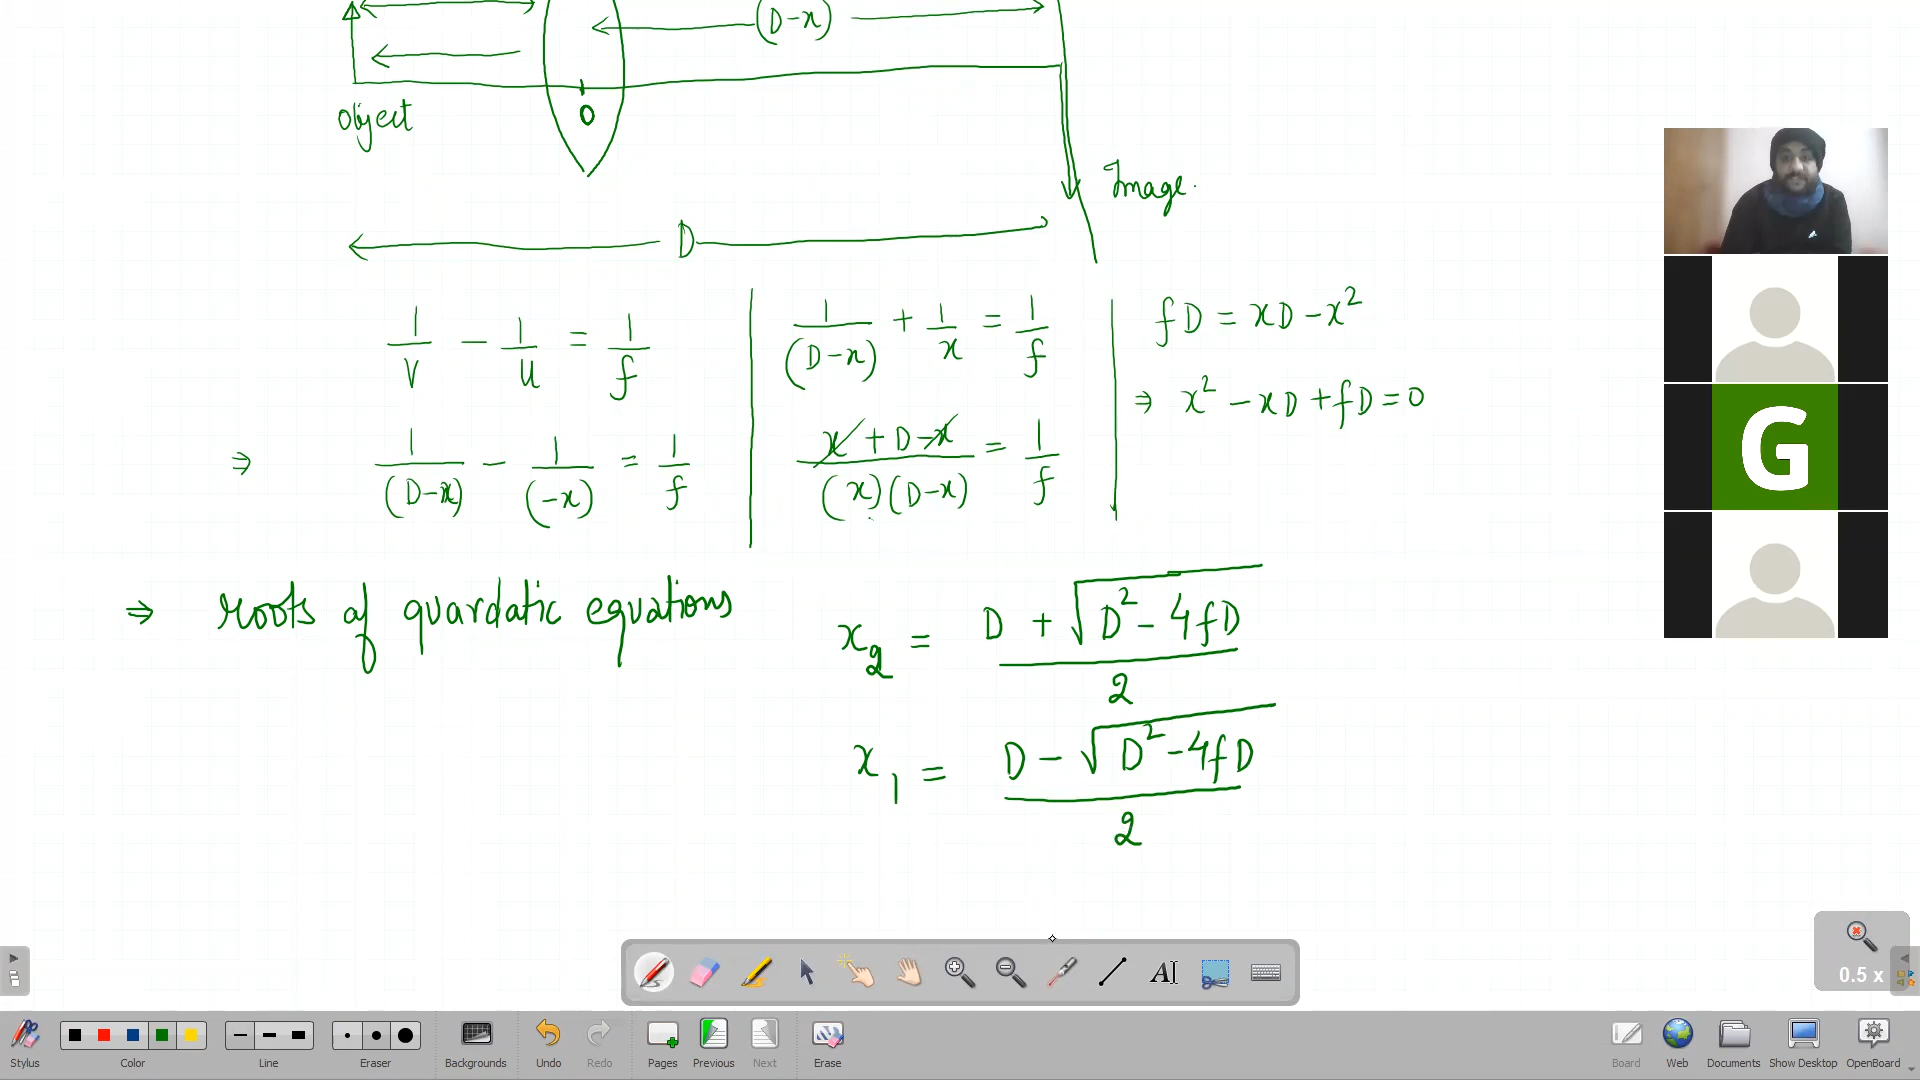 (D-x)
object
O
Image.
D
1/v - 1/u = 1/f
⇒ 1/(D-x) - 1/(-x) = 1/f
1/(D-x) + 1/x = 1/f
x+D-x/(x)(D-x) = 1/f
fD = xD - x²
⇒ x² - xD + fD = 0
⇒ roots of quardatic equations
x₂ = D + √D² - 4fD / 2
x₁ = D - √D² - 4fD / 2
G
0.5 x
Stylus Color Line Eraser Backgrounds Undo Redo Pages Previous Next Erase Board Web Documents Show Desktop OpenBoard